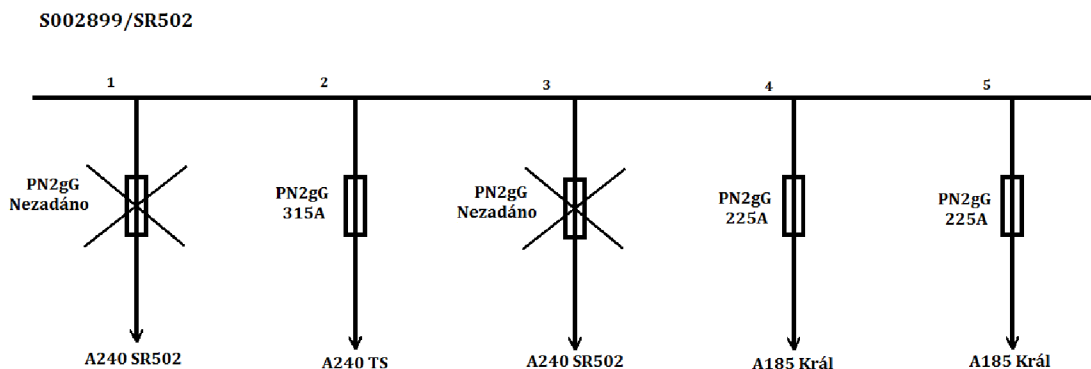 S002899/SR502
1
2
3
4
5
PN2gG
Nezadáno
PN2gG
315A
PN2gG
Nezadáno
PN2gG
225A
PN2gG
225A
A240 SR502
A240 TS
A240 SR502
A185 Král
A185 Král